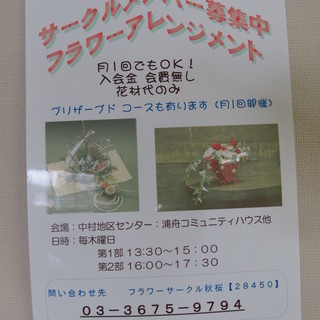 サークルメンバー募集中
フラワーアレンジメント
月1回でもOK!
入会金 会費無し
花材代のみ
プリザーブド コースも有ります (月1回開催)
会場:中村地区センター:浦舟コミュニティハウス他
日時:毎木曜日
第1部 13:30~15:00
第2部 16:00~17:30
問い合わせ先 フラワーサークル秋桜【28450】
03-3675-9794